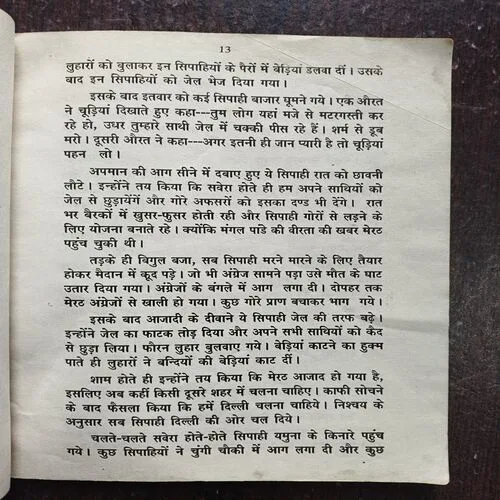 13
लुहारों को बुलाकर इन सिपाहियों के पैरों में बेड़ियां डलवा दीं। उसके
बाद इन सिपाहियों को जेल भेज दिया गया।
इसके बाद इतवार को कई सिपाही बाजार घूमने गये। एक औरत
ने चूड़ियां दिखाते हुए कहा---तुम लोग यहां मजे से मटरगस्ती कर
रहे हो, उधर तुम्हारे साथी जेल में चक्की पीस रहे हैं। शर्म से डूब
मरो। दूसरी औरत ने कहा---अगर इतनी ही जान प्यारी है तो चूड़ियां
पहन लो।
अपमान की आग सीने में दबाए हुए ये सिपाही रात को छावनी
लौटे। इन्होंने तय किया कि सवेरा होते ही हम अपने साथियों को
जेल से छुड़ायेंगें और गोरे अफसरों को इसका दण्ड भी देंगे। रात
भर बैरकों में खुसर-फुसर होती रही और सिपाही गोरों से लड़ने के
लिए योजना बनाते रहे। क्योंकि मंगल पाडे की वीरता की खबर मेरठ
पहुंच चुकी थी।
तड़के ही बिगुल बजा, सब सिपाही मरने मारने के लिए तैयार
होकर मैदान में कूद पड़े। जो भी अंग्रेज सामने पड़ा उसे मौत के घाट
उतार दिया गया। अंग्रेजों के बंगले में आग लगा दी। दोपहर तक
मेरठ अंग्रेजों से खाली हो गया। कुछ गोरे प्राण बचाकर भाग गये।
इसके बाद आजादी के दीवाने ये सिपाही जेल की तरफ बढ़े।
इन्होंने जेल का फाटक तोड़ दिया और अपने सभी साथियों को कैद
से छुड़ा लिया। फौरन लुहार बुलवाए गये। बेड़ियां काटने का हुक्म
पाते ही लुहारों ने बन्दियों की बेड़ियां काट दीं।
शाम होते ही इन्होंने तय किया कि मेरठ आजाद हो गया है,
इसलिए अब कहीं किसी दूसरे शहर में चलना चाहिए। काफी सोचने
के बाद फैसला किया कि हमें दिल्ली चलना चाहिये। निश्चय के
अनुसार सब सिपाही दिल्ली की ओर चल दिये।
चलते-चलते सवेरा होते-होते सिपाही यमुना के किनारे पहुंच
गये। कुछ सिपाहियों ने चुंगी चौकी में आग लगा दी और कुछ